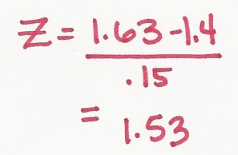 Z = 1.63-1.4
.15
= 1.53